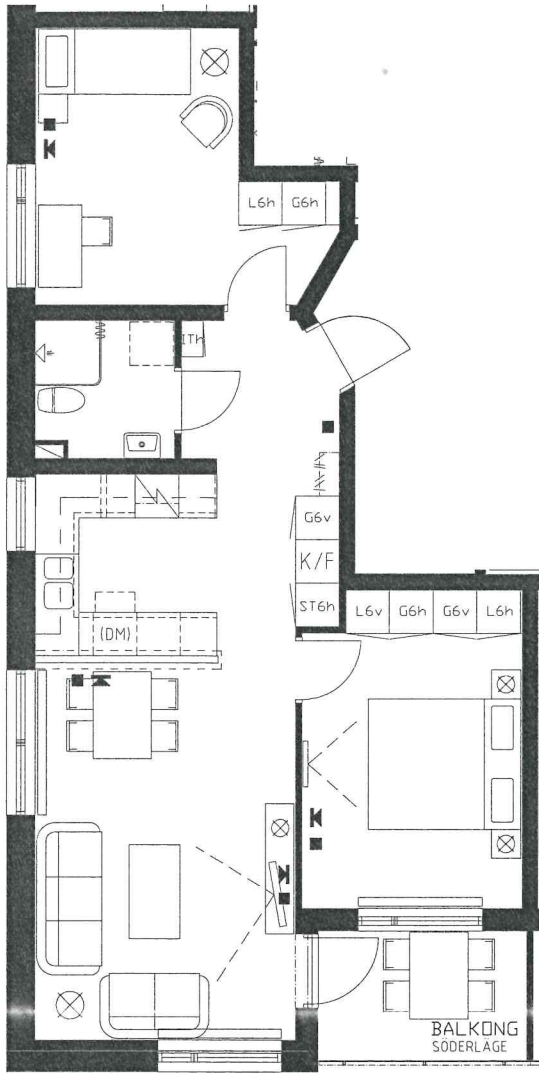 L6h G6h
ITh
G6v
K/F
ST6h
L6v G6h G6v L6h
(DM)
BALKONG
SÖDERLÄGE